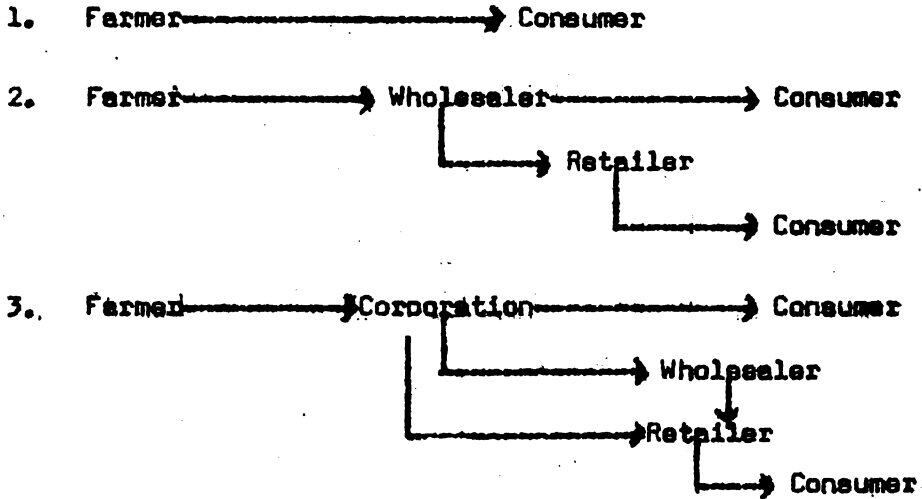 1. Farmer Consumer
2. Farmer Wholesaler Consumer
Retailer
Consumer
3. Farmer Corporation Consumer
Wholesaler
Retailer
Consumer